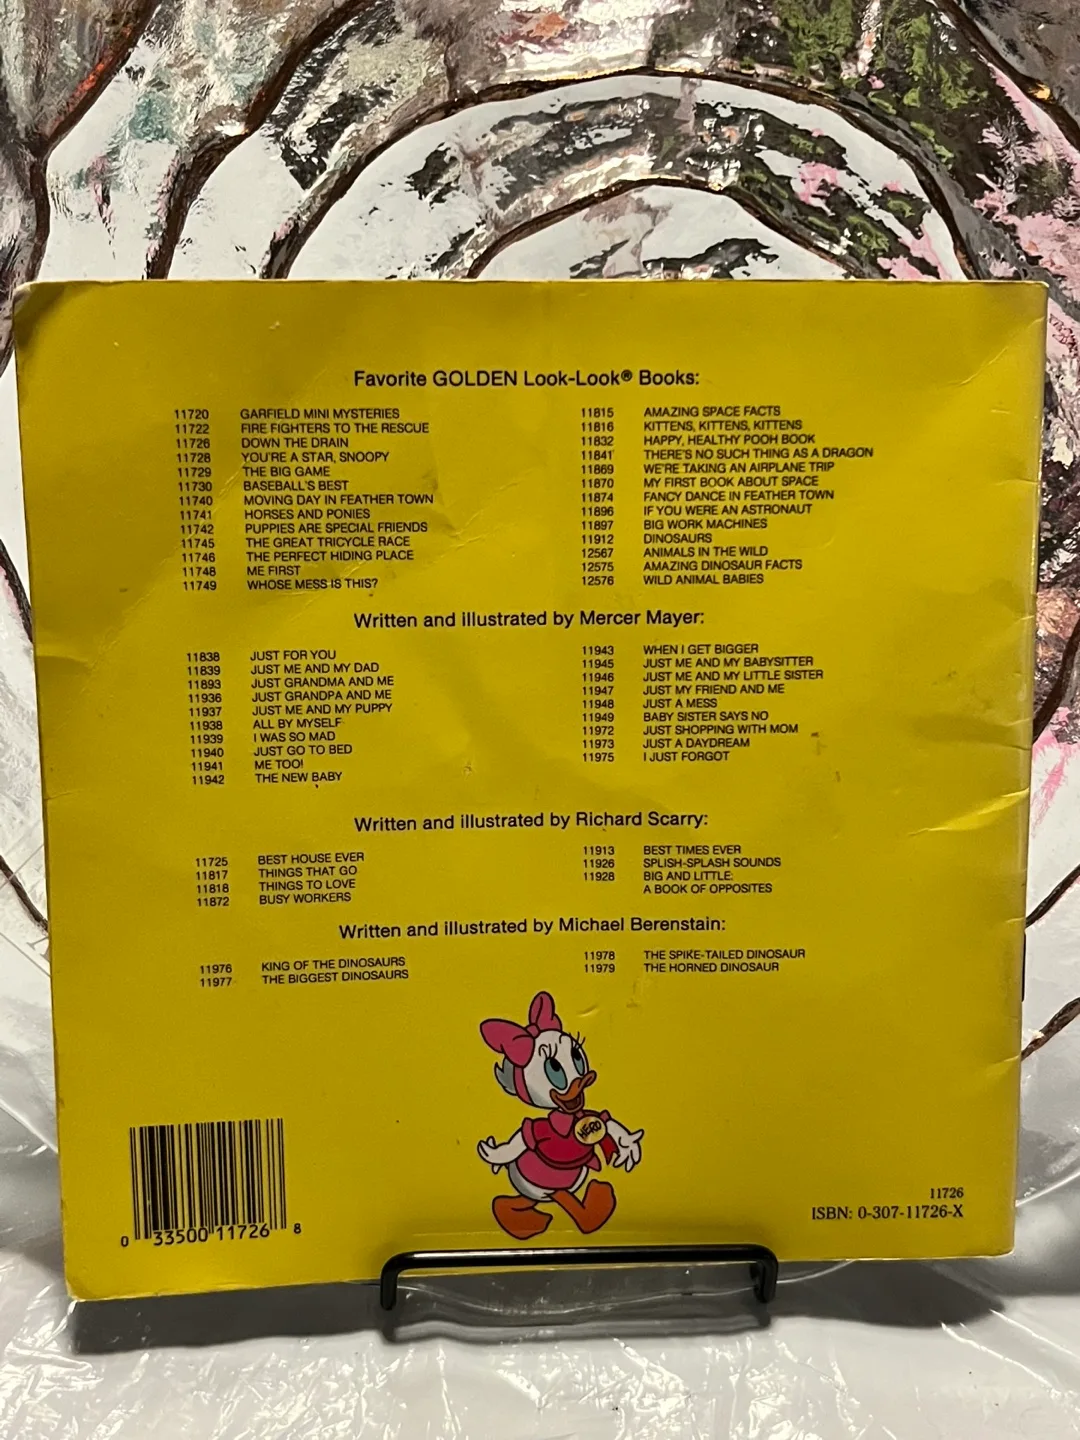 Favorite GOLDEN Look-Look® Books:
11720 GARFIELD MINI MYSTERIES
11722 FIRE FIGHTERS TO THE RESCUE
11726 DOWN THE DRAIN
11728 YOU'RE A STAR, SNOOPY
11729 THE BIG GAME
11730 BASEBALL'S BEST
11740 MOVING DAY IN FEATHER TOWN
11741 HORSES AND PONIES
11742 PUPPIES ARE SPECIAL FRIENDS
11745 THE GREAT TRICYCLE RACE
11746 THE PERFECT HIDING PLACE
11748 ME FIRST
11749 WHOSE MESS IS THIS?
11815 AMAZING SPACE FACTS
11816 KITTENS, KITTENS, KITTENS
11832 HAPPY, HEALTHY POOH BOOK
11841 THERE'S NO SUCH THING AS A DRAGON
11869 WE'RE TAKING AN AIRPLANE TRIP
11870 MY FIRST BOOK ABOUT SPACE
11874 FANCY DANCE IN FEATHER TOWN
11896 IF YOU WERE AN ASTRONAUT
11897 BIG WORK MACHINES
11912 DINOSAURS
12567 ANIMALS IN THE WILD
12575 AMAZING DINOSAUR FACTS
12576 WILD ANIMAL BABIES
Written and illustrated by Mercer Mayer:
11838 JUST FOR YOU
11839 JUST ME AND MY DAD
11893 JUST GRANDMA AND ME
11936 JUST GRANDPA AND ME
11937 JUST ME AND MY PUPPY
11938 ALL BY MYSELF
11939 I WAS SO MAD
11940 JUST GO TO BED
11941 ME TOO!
11942 THE NEW BABY
11943 WHEN I GET BIGGER
11945 JUST ME AND MY BABYSITTER
11946 JUST ME AND MY LITTLE SISTER
11947 JUST MY FRIEND AND ME
11948 JUST A MESS
11949 BABY SISTER SAYS NO
11972 JUST SHOPPING WITH MOM
11973 JUST A DAYDREAM
11975 I JUST FORGOT
Written and illustrated by Richard Scarry:
11725 BEST HOUSE EVER
11817 THINGS THAT GO
11818 THINGS TO LOVE
11872 BUSY WORKERS
11913 BEST TIMES EVER
11926 SPLISH-SPLASH SOUNDS
11928 BIG AND LITTLE:
A BOOK OF OPPOSITES
Written and illustrated by Michael Berenstain:
11976 KING OF THE DINOSAURS
11977 THE BIGGEST DINOSAURS
11978 THE SPIKE-TAILED DINOSAUR
11979 THE HORNED DINOSAUR
HERO
0 33500 11726 8
11726
ISBN: 0-307-11726-X